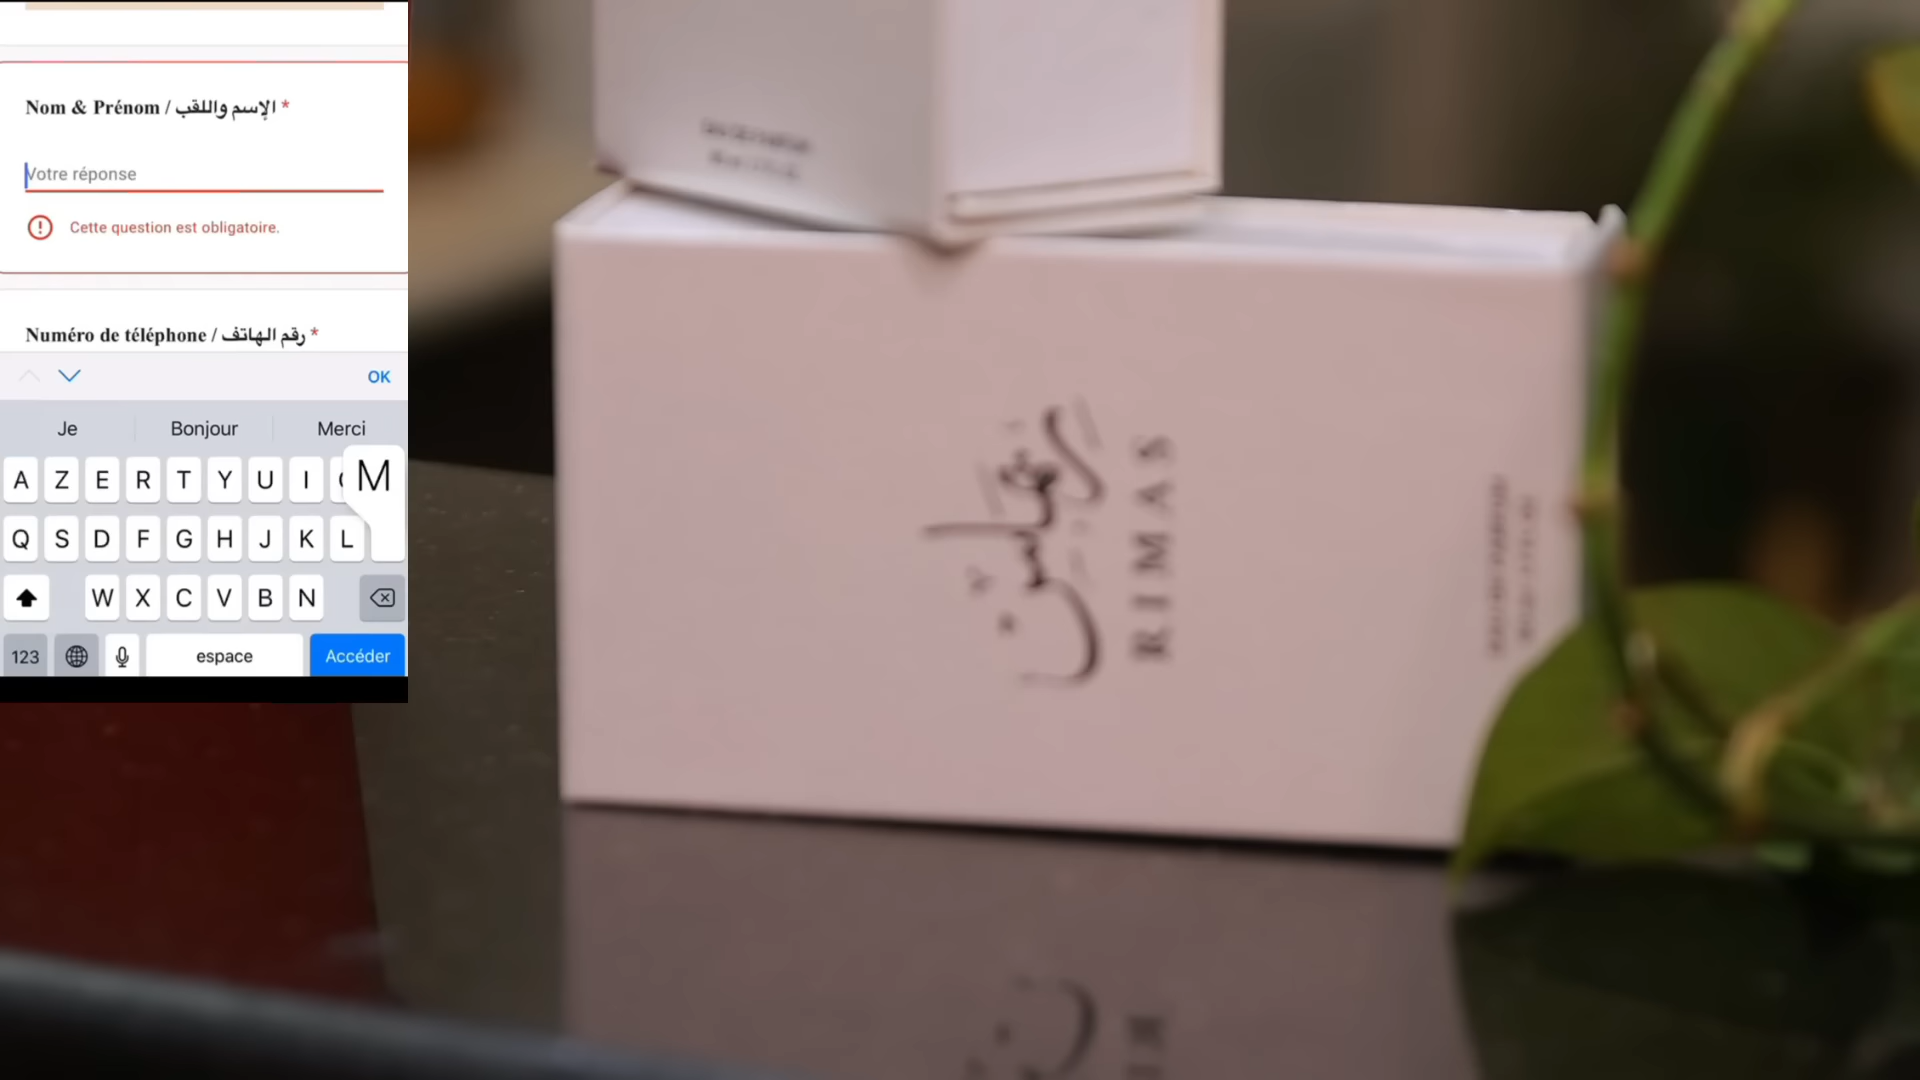 Nom & Prénom / الإسم واللقب *
Votre réponse
Cette question est obligatoire.
Numéro de téléphone / رقم الهاتف *
OK
Je Bonjour Merci
A Z E R T Y U I M
Q S D F G H J K L
W X C V B N
123 espace Accéder
ريماس
RIMAS